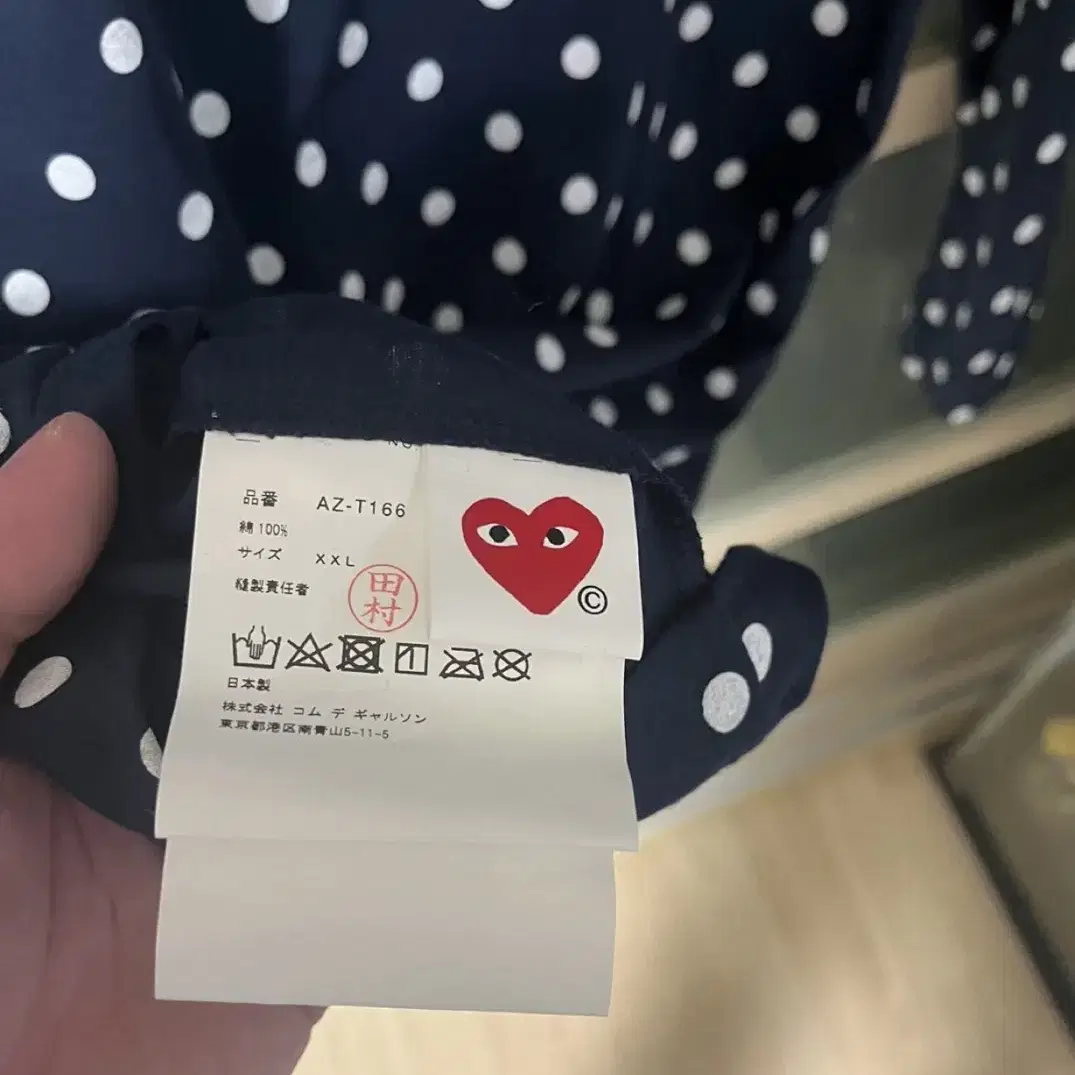 品番 AZ-T166
綿 100%
サイズ XXL
縫製責任者
田村
日本製
株式会社 コム デ ギャルソン
東京都港区南青山5-11-5
©